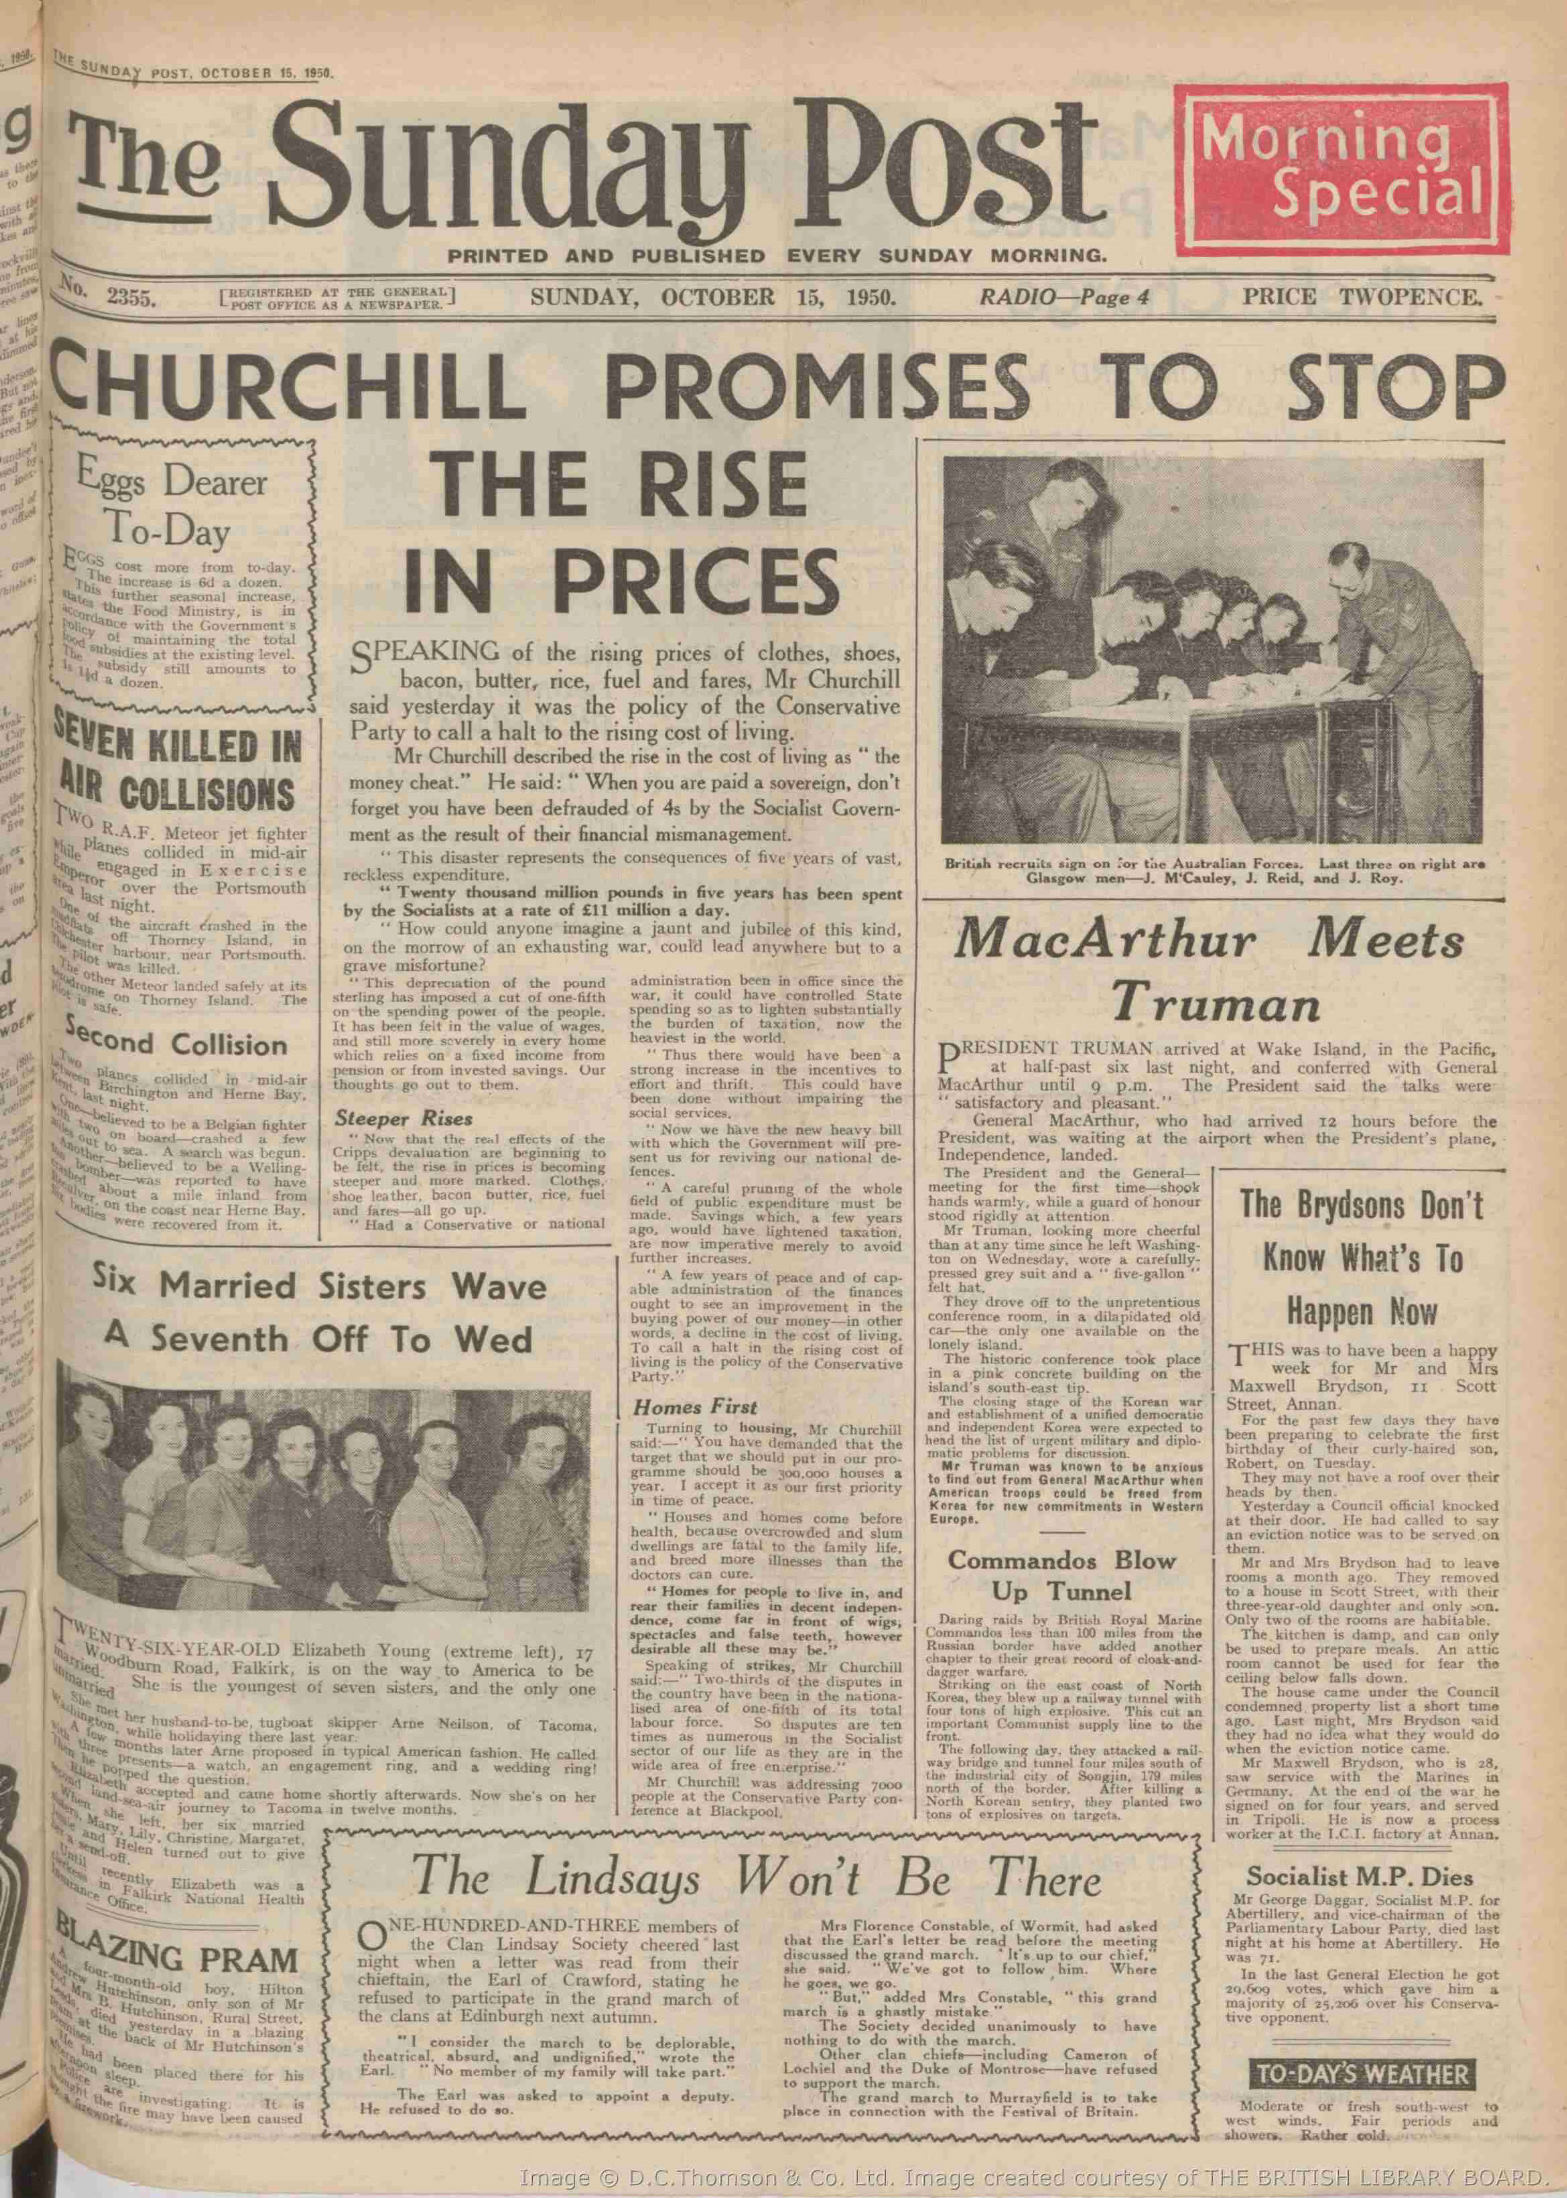 THE SUNDAY POST, OCTOBER 15, 1950.
The Sunday Post
Morning
Special
PRINTED AND PUBLISHED EVERY SUNDAY MORNING.
No. 2355.
[REGISTERED AT THE GENERAL]
POST OFFICE AS A NEWSPAPER.
SUNDAY, OCTOBER 15, 1950.
RADIO—Page 4
PRICE TWOPENCE.
CHURCHILL PROMISES TO STOP
THE RISE
IN PRICES
Eggs Dearer
To-Day
EGGS cost more from to-day.
The increase is 6d a dozen.
This further seasonal increase,
states the Food Ministry, is in
accordance with the Government's
policy of maintaining the total
food subsidies at the existing level.
The subsidy still amounts to
a dozen.
SEVEN KILLED IN
AIR COLLISIONS
TWO R.A.F. Meteor jet fighter
planes collided in mid-air
while engaged in Exercise
Emperor over the Portsmouth
area last night.
One of the aircraft crashed in the
mudflats off Thorney Island, in
Chichester harbour, near Portsmouth.
The pilot was killed.
The other Meteor landed safely at its
aerodrome on Thorney Island. The
pilot is safe.
Second Collision
Two planes collided in mid-air
between Birchington and Herne Bay,
Kent, last night.
One—believed to be a Belgian fighter
with two on board—crashed a few
miles out to sea. A search was begun.
Another—believed to be a Welling-
ton bomber—was reported to have
crashed about a mile inland from
Reculver, on the coast near Herne Bay.
Six bodies were recovered from it.
SPEAKING of the rising prices of clothes, shoes,
bacon, butter, rice, fuel and fares, Mr Churchill
said yesterday it was the policy of the Conservative
Party to call a halt to the rising cost of living.
Mr Churchill described the rise in the cost of living as "the
money cheat." He said: "When you are paid a sovereign, don't
forget you have been defrauded of 4s by the Socialist Govern-
ment as the result of their financial mismanagement.
"This disaster represents the consequences of five years of vast,
reckless expenditure.
"Twenty thousand million pounds in five years has been spent
by the Socialists at a rate of £11 million a day.
"How could anyone imagine a jaunt and jubilee of this kind,
on the morrow of an exhausting war, could lead anywhere but to a
grave misfortune?
"This depreciation of the pound
sterling has imposed a cut of one-fifth
on the spending power of the people.
It has been felt in the value of wages,
and still more severely in every home
which relies on a fixed income from
pension or from invested savings. Our
thoughts go out to them.
Steeper Rises
"Now that the real effects of the
Cripps devaluation are beginning to
be felt, the rise in prices is becoming
steeper and more marked. Clothes,
shoe leather, bacon butter, rice, fuel
and fares—all go up.
"Had a Conservative or national
administration been in office since the
war, it could have controlled State
spending so as to lighten substantially
the burden of taxation, now the
heaviest in the world.
"Thus there would have been a
strong increase in the incentives to
effort and thrift. This could have
been done without impairing the
social services.
"Now we have the new heavy bill
with which the Government will pre-
sent us for reviving our national de-
fences.
"A careful pruning of the whole
field of public expenditure must be
made. Savings which, a few years
ago, would have lightened taxation,
are now imperative merely to avoid
further increases.
"A few years of peace and of cap-
able administration of the finances
ought to see an improvement in the
buying power of our money—in other
words, a decline in the cost of living.
To call a halt in the rising cost of
living is the policy of the Conservative
Party."
Homes First
Turning to housing, Mr Churchill
said:—"You have demanded that the
target that we should put in our pro-
gramme should be 300,000 houses a
year. I accept it as our first priority
in time of peace.
"Houses and homes come before
health, because overcrowded and slum
dwellings are fatal to the family life,
and breed more illnesses than the
doctors can cure.
"Homes for people to live in, and
rear their families in decent indepen-
dence, come far in front of wigs,
spectacles and false teeth, however
desirable all these may be."
Speaking of strikes, Mr Churchill
said:—"Two-thirds of the disputes in
the country have been in the nationa-
lised area of one-fifth of its total
labour force. So disputes are ten
times as numerous in the Socialist
sector of our life as they are in the
wide area of free enterprise."
Mr Churchill was addressing 7000
people at the Conservative Party con-
ference at Blackpool.
British recruits sign on for the Australian Forces. Last three on right are
Glasgow men—J. M'Cauley, J. Reid, and J. Roy.
MacArthur Meets
Truman
PRESIDENT TRUMAN arrived at Wake Island, in the Pacific,
at half-past six last night, and conferred with General
MacArthur until 9 p.m. The President said the talks were
"satisfactory and pleasant."
General MacArthur, who had arrived 12 hours before the
President, was waiting at the airport when the President's plane,
Independence, landed.
The President and the General—
meeting for the first time—shook
hands warmly, while a guard of honour
stood rigidly at attention.
Mr Truman, looking more cheerful
than at any time since he left Washing-
ton on Wednesday, wore a carefully-
pressed grey suit and a "five-gallon"
felt hat.
They drove off to the unpretentious
conference room, in a dilapidated old
car—the only one available on the
lonely island.
The historic conference took place
in a pink concrete building on the
island's south-east tip.
The closing stage of the Korean war
and establishment of a unified democratic
and independent Korea were expected to
head the list of urgent military and diplo-
matic problems for discussion.
Mr Truman was known to be anxious
to find out from General MacArthur when
American troops could be freed from
Korea for new commitments in Western
Europe.
Commandos Blow
Up Tunnel
Daring raids by British Royal Marine
Commandos less than 100 miles from the
Russian border have added another
chapter to their great record of cloak-and-
dagger warfare.
Striking on the east coast of North
Korea, they blew up a railway tunnel with
four tons of high explosive. This cut an
important Communist supply line to the
front.
The following day, they attacked a rail-
way bridge and tunnel four miles south of
the industrial city of Songjin, 179 miles
north of the border. After killing a
North Korean sentry, they planted two
tons of explosives on targets.
The Brydsons Don't
Know What's To
Happen Now
THIS was to have been a happy
week for Mr and Mrs
Maxwell Brydson, 11 Scott
Street, Annan.
For the past few days they have
been preparing to celebrate the first
birthday of their curly-haired son,
Robert, on Tuesday.
They may not have a roof over their
heads by then.
Yesterday a Council official knocked
at their door. He had called to say
an eviction notice was to be served on
them.
Mr and Mrs Brydson had to leave
rooms a month ago. They removed
to a house in Scott Street, with their
three-year-old daughter and only son.
Only two of the rooms are habitable.
The kitchen is damp, and can only
be used to prepare meals. An attic
room cannot be used for fear the
ceiling below falls down.
The house came under the Council
condemned property list a short time
ago. Last night, Mrs Brydson said
they had no idea what they would do
when the eviction notice came.
Mr Maxwell Brydson, who is 28,
saw service with the Marines in
Germany. At the end of the war he
signed on for four years, and served
in Tripoli. He is now a process
worker at the I.C.I. factory at Annan.
Socialist M.P. Dies
Mr George Daggar, Socialist M.P. for
Abertillery, and vice-chairman of the
Parliamentary Labour Party, died last
night at his home at Abertillery. He
was 71.
In the last General Election he got
29,609 votes, which gave him a
majority of 25,206 over his Conserva-
tive opponent.
TO-DAY'S WEATHER
Moderate or fresh south-west to
west winds. Fair periods and
showers. Rather cold.
Six Married Sisters Wave
A Seventh Off To Wed
TWENTY-SIX-YEAR-OLD Elizabeth Young (extreme left), 17
Woodburn Road, Falkirk, is on the way to America to be
married. She is the youngest of seven sisters, and the only one
unmarried.
She met her husband-to-be, tugboat skipper Arne Neilson, of Tacoma,
Washington, while holidaying there last year.
A few months later Arne proposed in typical American fashion. He called
with three presents—a watch, an engagement ring, and a wedding ring!
Then he popped the question.
Elizabeth accepted and came home shortly afterwards. Now she's on her
second land-sea-air journey to Tacoma in twelve months.
When she left, her six married
sisters, Mary, Lily, Christine, Margaret,
and Helen turned out to give
her a send-off.
Until recently Elizabeth was a
clerkess in Falkirk National Health
Insurance Office.
BLAZING PRAM
A four-month-old boy, Hilton
Andrew Hutchinson, only son of Mr
and Mrs B. Hutchinson, Rural Street,
Leeds, died yesterday in a blazing
pram at the back of Mr Hutchinson's
premises.
He had been placed there for his
afternoon sleep.
Police are investigating. It is
thought the fire may have been caused
by a firework.
The Lindsays Won't Be There
ONE-HUNDRED-AND-THREE members of
the Clan Lindsay Society cheered last
night when a letter was read from their
chieftain, the Earl of Crawford, stating he
refused to participate in the grand march of
the clans at Edinburgh next autumn.
"I consider the march to be deplorable,
theatrical, absurd, and undignified," wrote the
Earl. "No member of my family will take part."
The Earl was asked to appoint a deputy.
He refused to do so.
Mrs Florence Constable, of Wormit, had asked
that the Earl's letter be read before the meeting
discussed the grand march. "It's up to our chief,"
she said. "We've got to follow him. Where
he goes, we go.
"But," added Mrs Constable, "this grand
march is a ghastly mistake."
The Society decided unanimously to have
nothing to do with the march.
Other clan chiefs—including Cameron of
Lochiel and the Duke of Montrose—have refused
to support the march.
The grand march to Murrayfield is to take
place in connection with the Festival of Britain.
Image © D.C.Thomson & Co. Ltd. Image created courtesy of THE BRITISH LIBRARY BOARD.